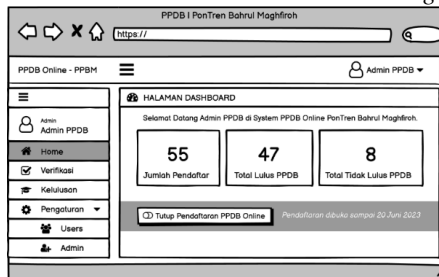 PPDB I PonTren Bahrul Maghfiroh
https://
PPDB Online - PPBM
Admin PPDB
Admin
Admin PPDB
Home
Verifikasi
Kelulusan
Pengaturan
Users
Admin
HALAMAN DASHBOARD
Selamat Datang Admin PPDB di System PPDB Online PonTren Bahrul Maghfiroh.
55
Jumlah Pendaftar
47
Total Lulus PPDB
8
Total Tidak Lulus PPDB
Tutup Pendaftaran PPDB Online
Pendaftaran dibuka sampai 20 Juni 2023